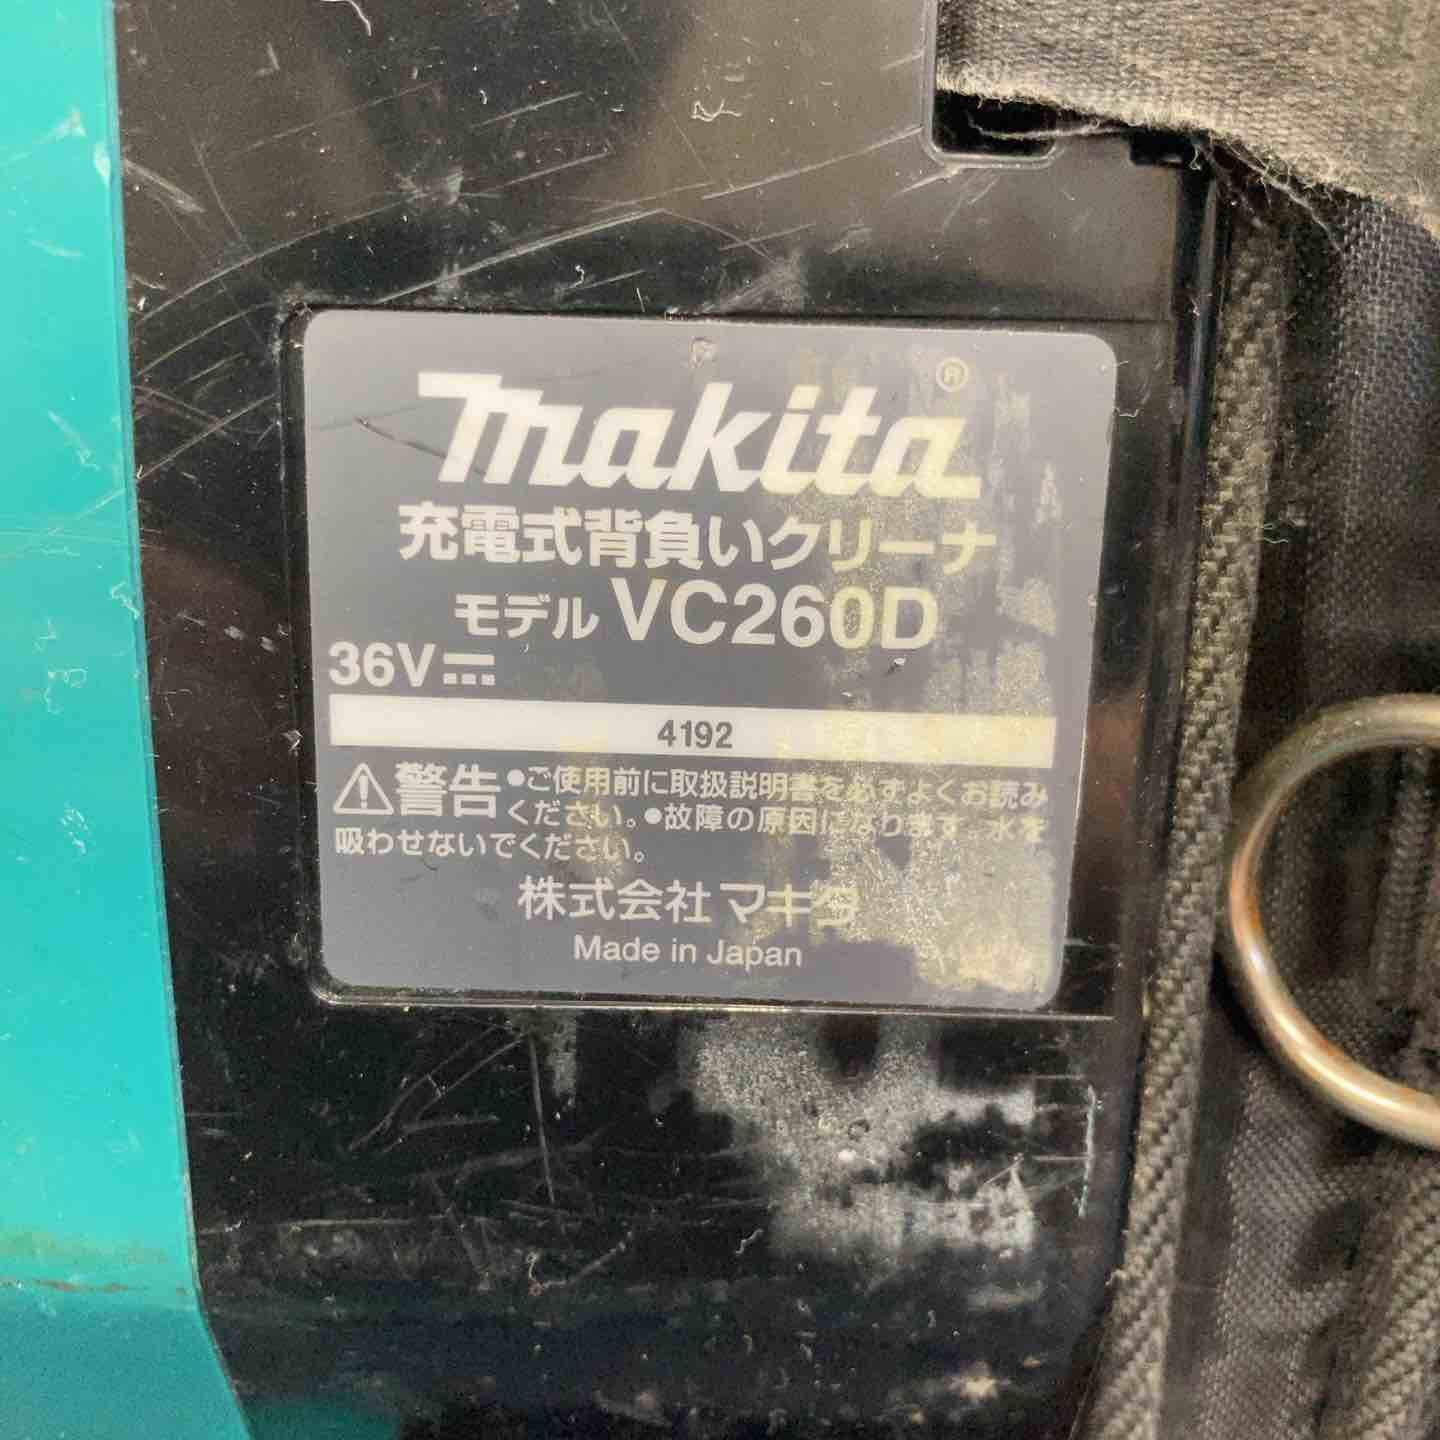 makita®
充電式背負いクリーナ
モデル VC260D
36V⎓
4192
⚠警告 •ご使用前に取扱説明書を必ずよくお読み
ください。•故障の原因になります。水を
吸わせないでください。
株式会社 マキタ
Made in Japan